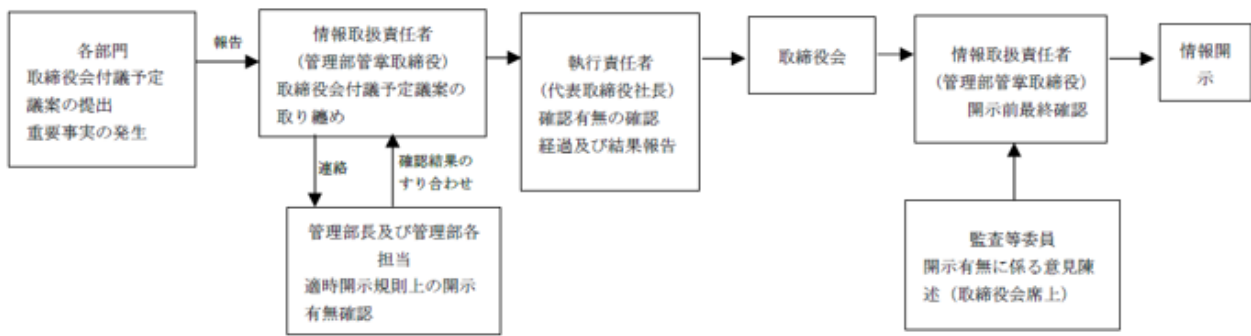 各部門
取締役会付議予定
議案の提出
重要事実の発生
報告
情報取扱責任者
(管理部管掌取締役)
取締役会付議予定議案の
取り纏め
連絡
確認結果の
すり合わせ
管理部長及び管理部各
担当
適時開示規則上の開示
有無確認
執行責任者
(代表取締役社長)
確認有無の確認
経過及び結果報告
取締役会
情報取扱責任者
(管理部管掌取締役)
開示前最終確認
監査等委員
開示有無に係る意見陳
述（取締役会席上）
情報開
示